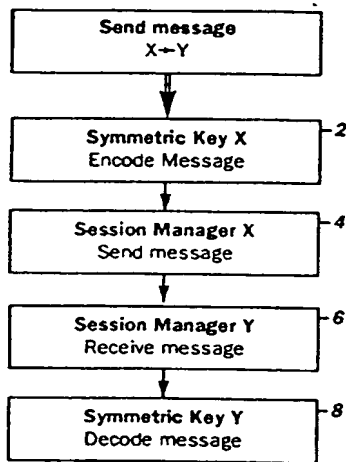 Send message
X←Y
Symmetric Key X
Encode Message
2
Session Manager X
Send message
4
Session Manager Y
Receive message
6
Symmetric Key Y
Decode message
8